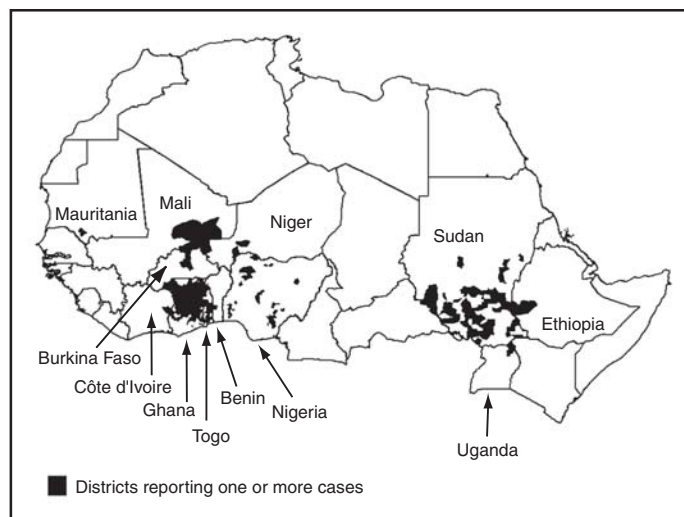 Mali
Mauritania
Niger
Sudan
Ethiopia
Burkina Faso
Côte d'Ivoire
Ghana
Togo
Benin
Nigeria
Uganda
Districts reporting one or more cases